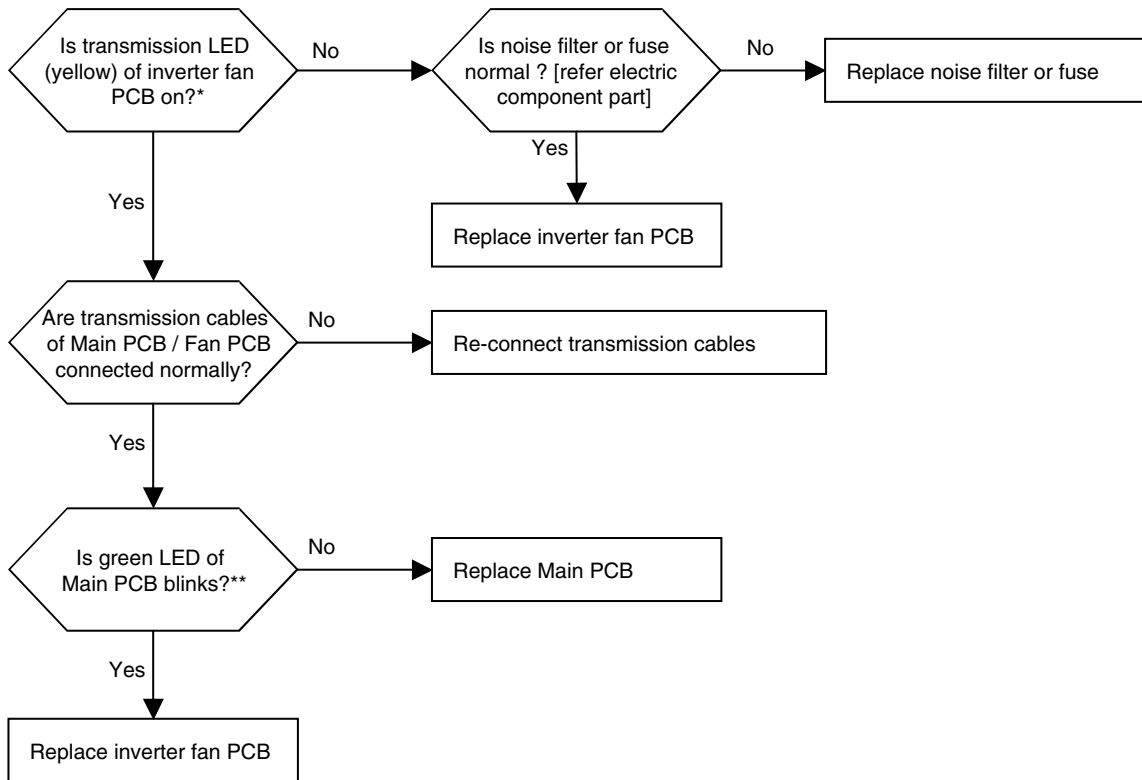 Is transmission LED
(yellow) of inverter fan
PCB on?*
No
Is noise filter or fuse
normal ? [refer electric
component part]
No
Replace noise filter or fuse
Yes
Yes
Replace inverter fan PCB
Are transmission cables
of Main PCB / Fan PCB
connected normally?
No
Re-connect transmission cables
Yes
Is green LED of
Main PCB blinks?**
No
Replace Main PCB
Yes
Replace inverter fan PCB